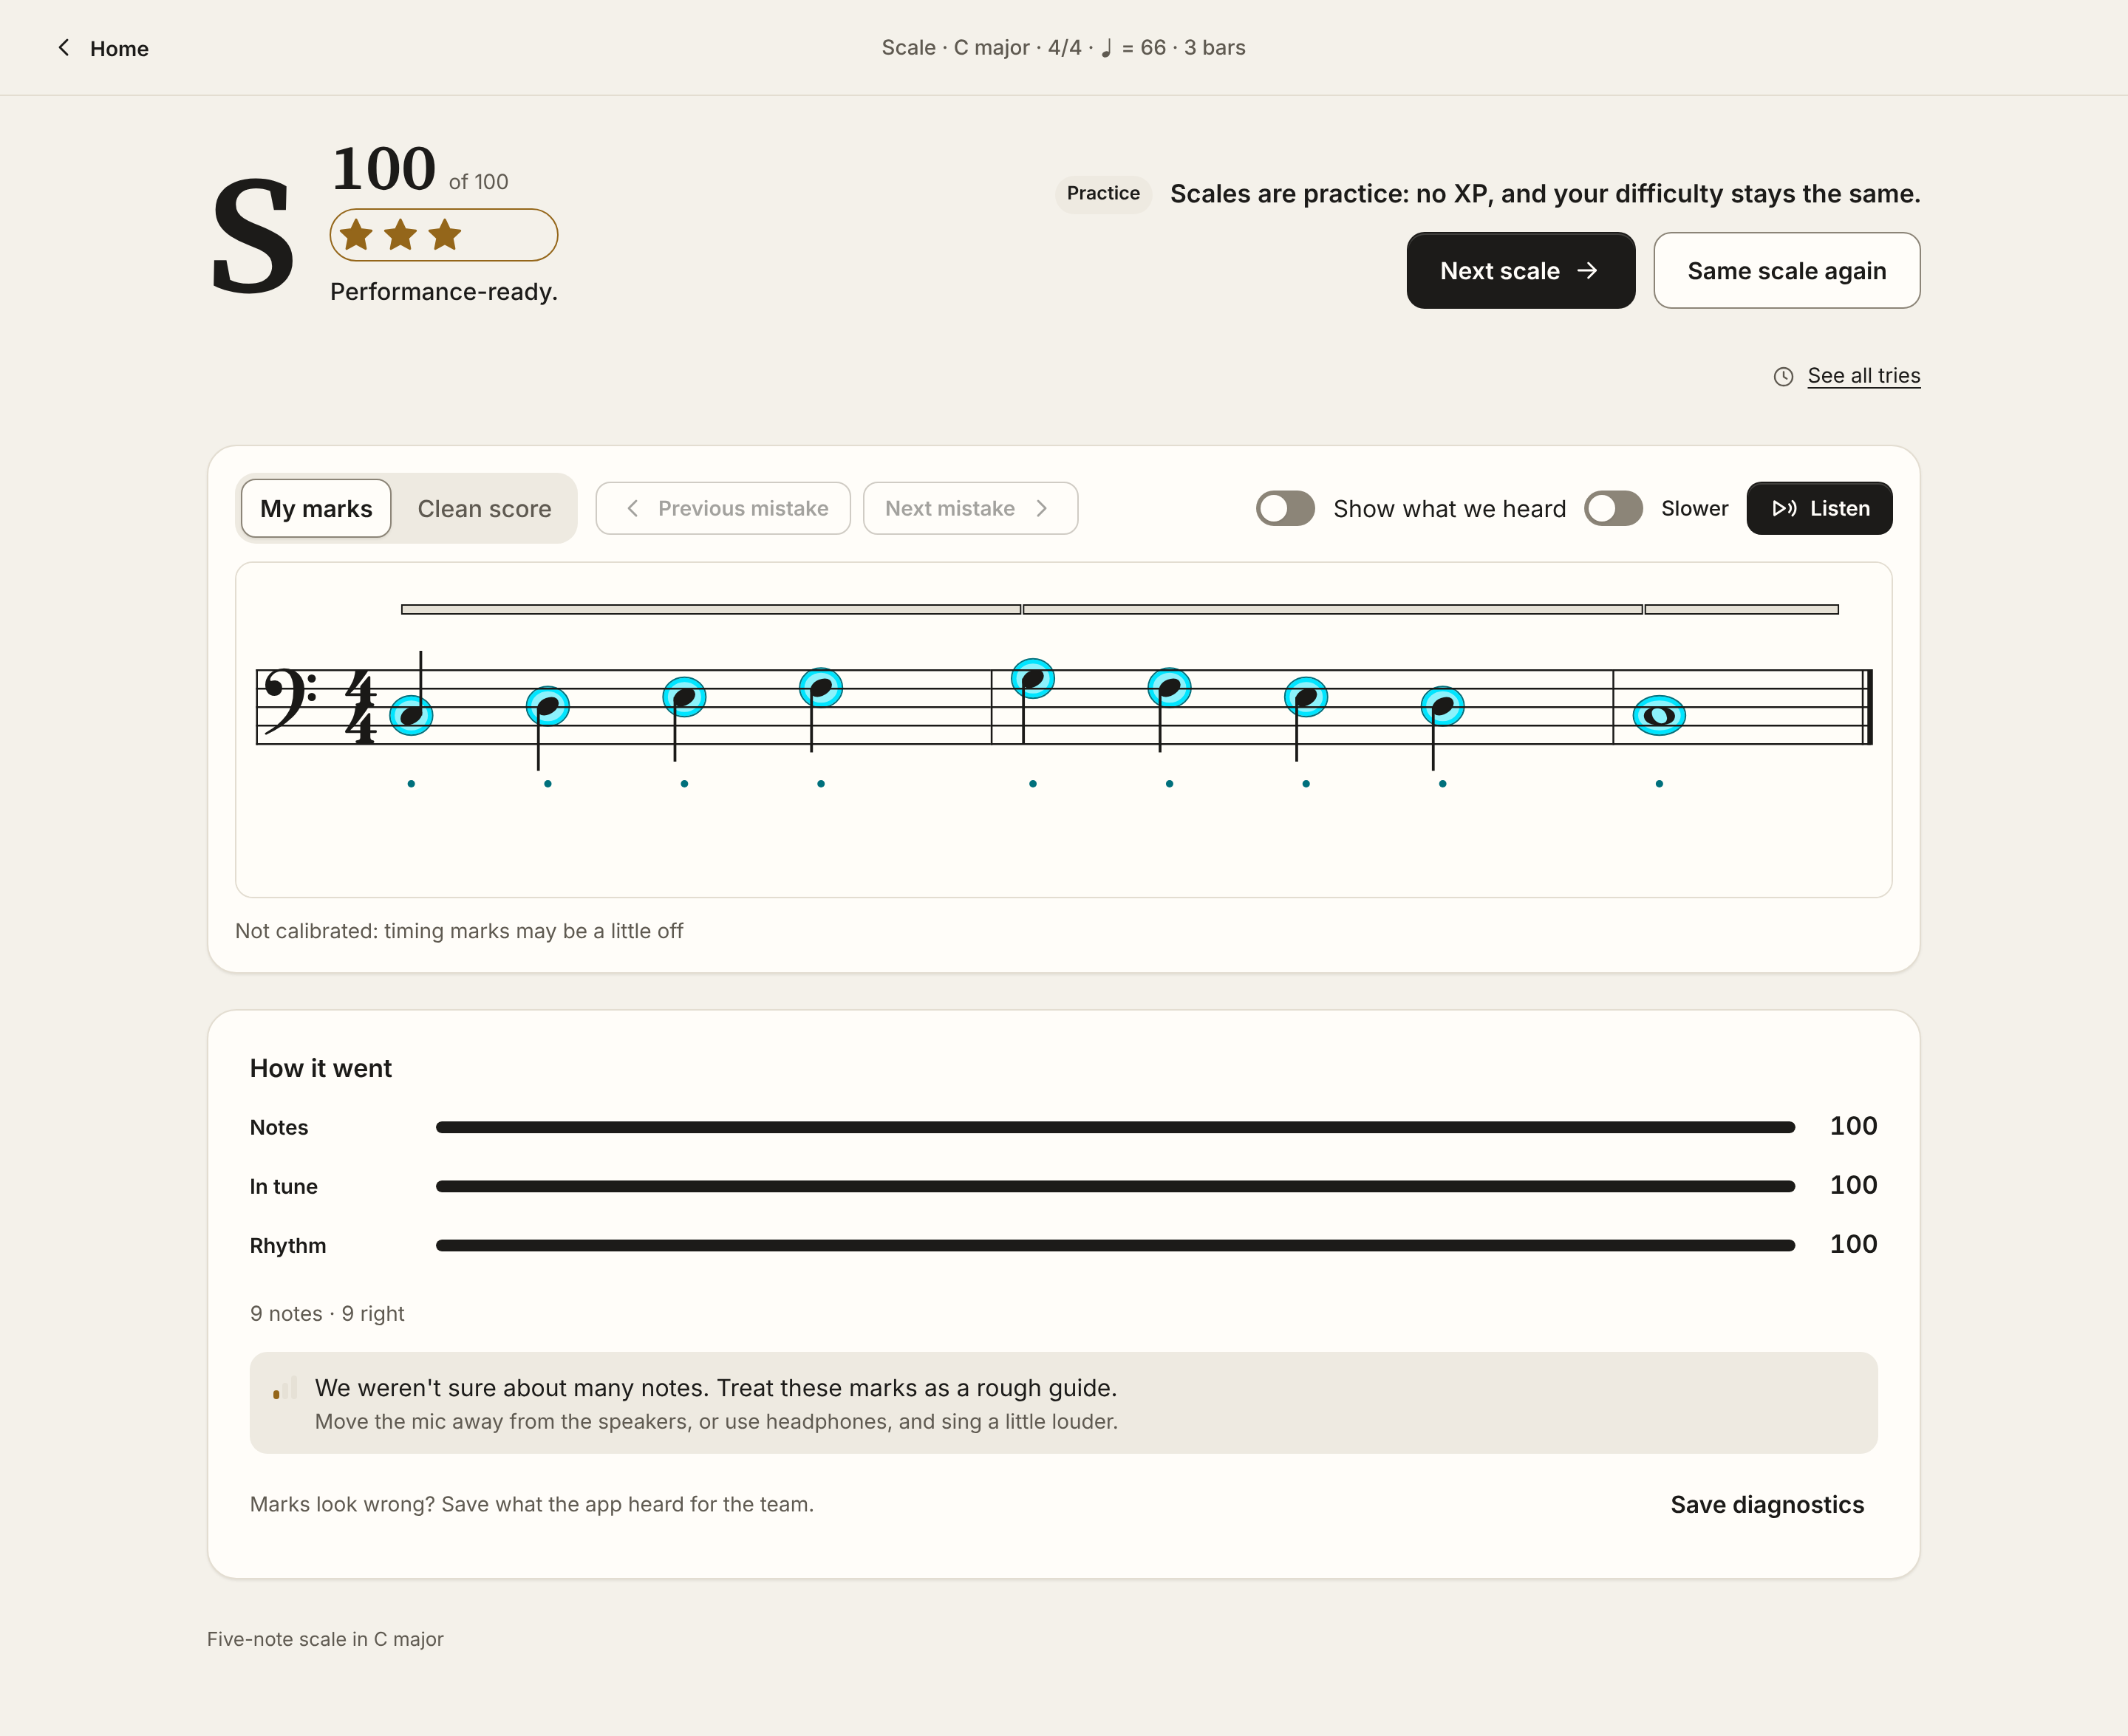 Home
Scale · C major · 4/4 · ♩ = 66 · 3 bars
S
100 of 100
Performance-ready.
Practice Scales are practice: no XP, and your difficulty stays the same.
Next scale → Same scale again
See all tries
My marks Clean score Previous mistake Next mistake Show what we heard Slower Listen
4
4
Not calibrated: timing marks may be a little off
How it went
Notes 100
In tune 100
Rhythm 100
9 notes · 9 right
We weren't sure about many notes. Treat these marks as a rough guide.
Move the mic away from the speakers, or use headphones, and sing a little louder.
Marks look wrong? Save what the app heard for the team. Save diagnostics
Five-note scale in C major